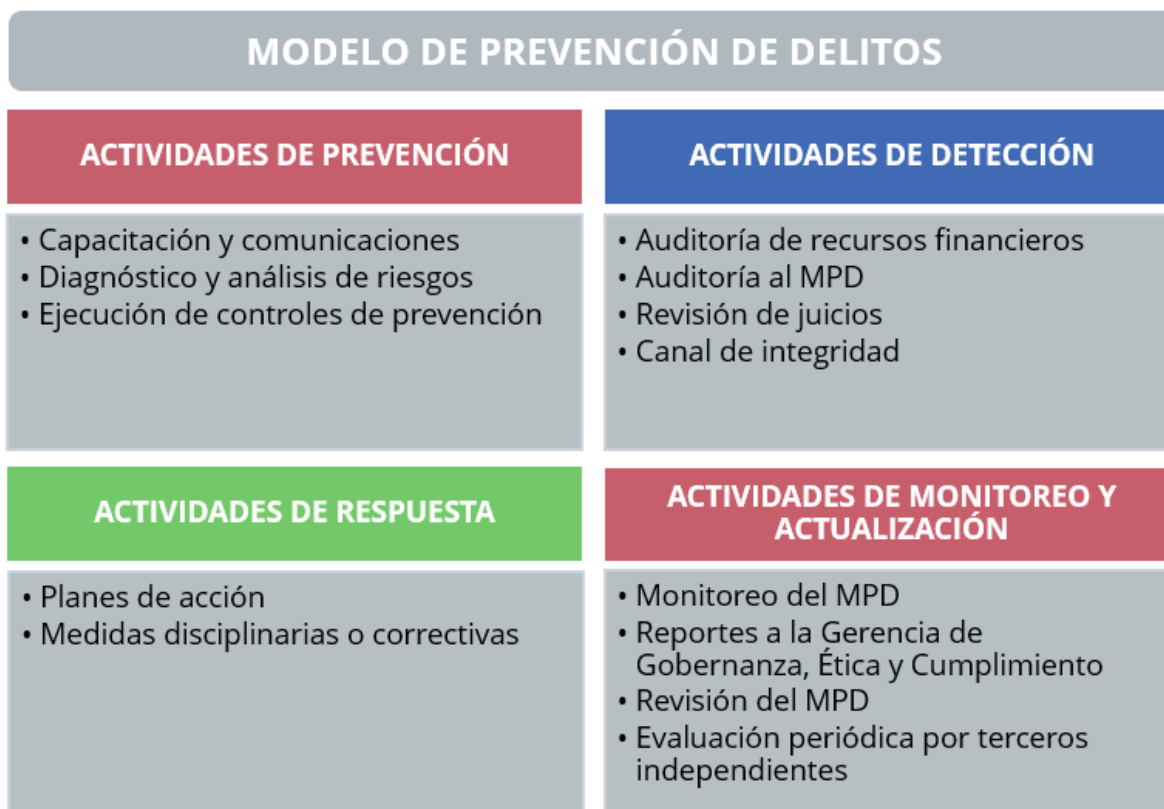 MODELO DE PREVENCIÓN DE DELITOS
ACTIVIDADES DE PREVENCIÓN
• Capacitación y comunicaciones
• Diagnóstico y análisis de riesgos
• Ejecución de controles de prevención
ACTIVIDADES DE DETECCIÓN
• Auditoría de recursos financieros
• Auditoría al MPD
• Revisión de juicios
• Canal de integridad
ACTIVIDADES DE RESPUESTA
• Planes de acción
• Medidas disciplinarias o correctivas
ACTIVIDADES DE MONITOREO Y
ACTUALIZACIÓN
• Monitoreo del MPD
• Reportes a la Gerencia de
Gobernanza, Ética y Cumplimiento
• Revisión del MPD
• Evaluación periódica por terceros
independientes